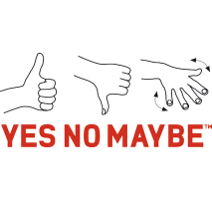 YES NO MAYBE™